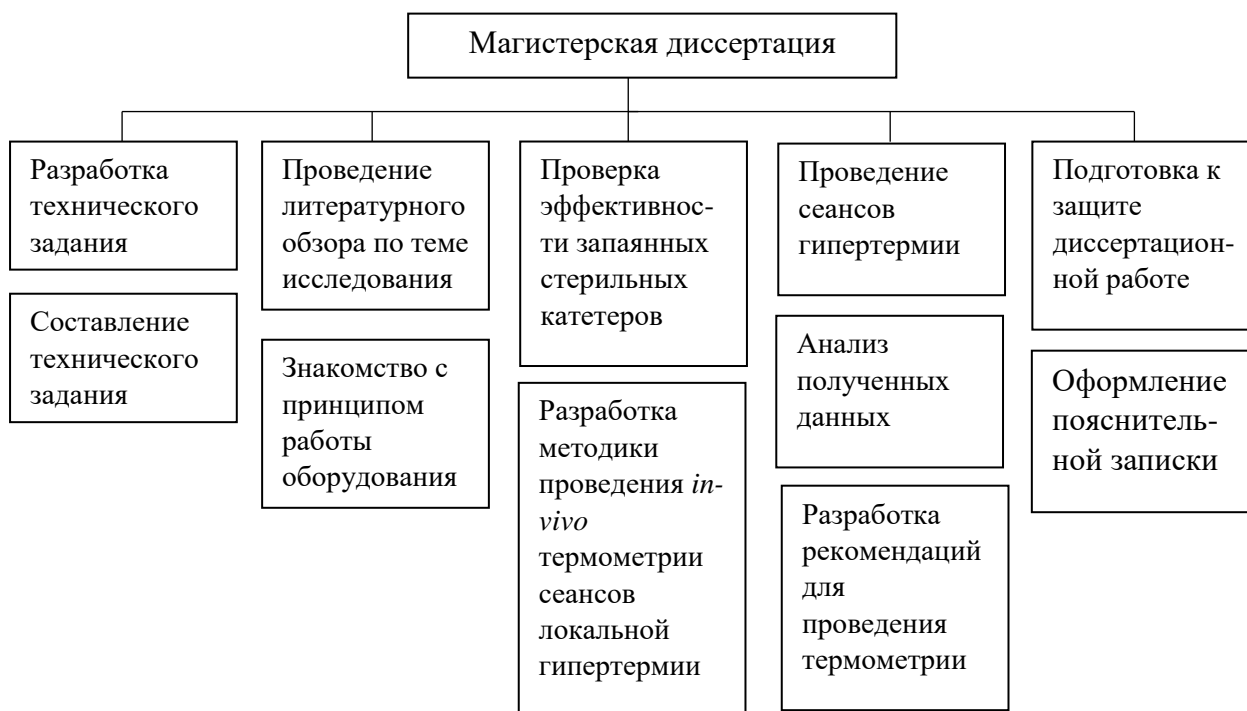 Магистерская диссертация
Разработка
технического
задания
Составление
технического
задания
Проведение
литературного
обзора по теме
исследования
Знакомство с
принципом
работы
оборудования
Проверка
эффективнос-
ти запаянных
стерильных
катетеров
Разработка
методики
проведения in-
vivo
термометрии
сеансов
локальной
гипертермии
Проведение
сеансов
гипертермии
Анализ
полученных
данных
Разработка
рекомендаций
для
проведения
термометрии
Подготовка к
защите
диссертацион-
ной работе
Оформление
пояснитель-
ной записки